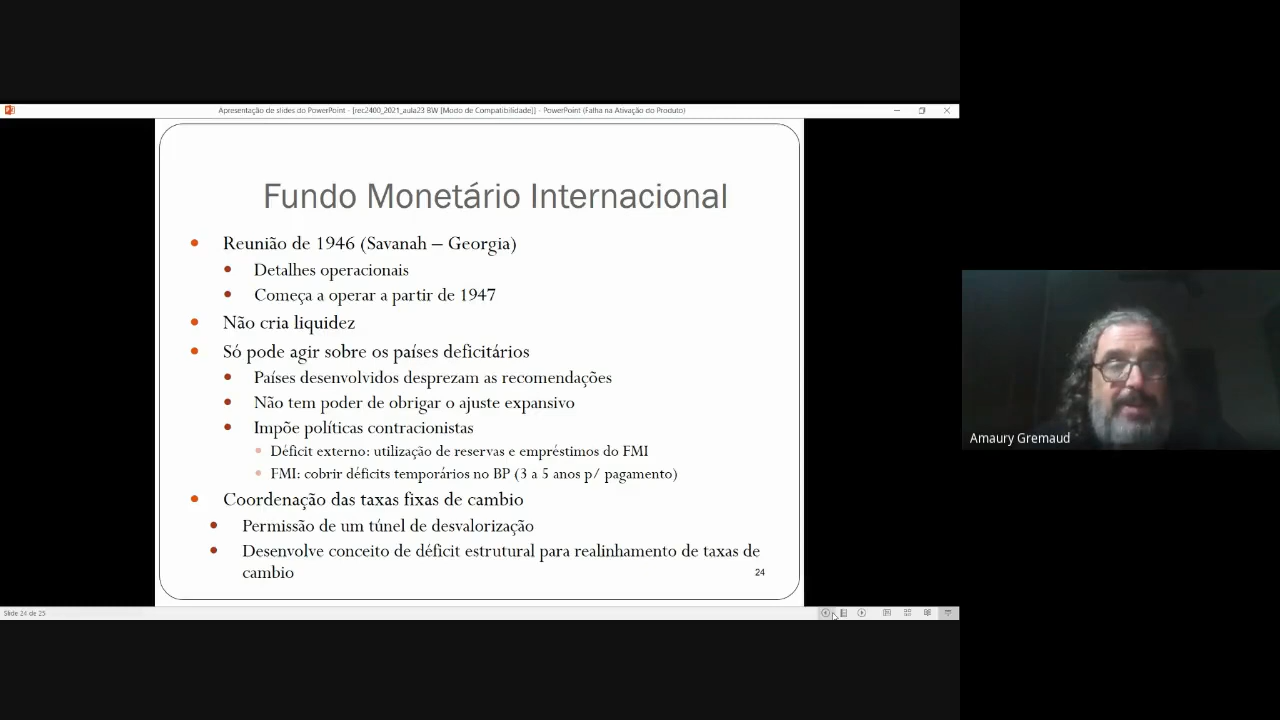 Apresentação de slides do PowerPoint - [rec2400_2021_aula23 BW [Modo de Compatibilidade]] - PowerPoint (Falha na Ativação do Produto)
Fundo Monetário Internacional
Reunião de 1946 (Savanah – Georgia)
Detalhes operacionais
Começa a operar a partir de 1947
Não cria liquidez
Só pode agir sobre os países deficitários
Países desenvolvidos desprezam as recomendações
Não tem poder de obrigar o ajuste expansivo
Impõe políticas contracionistas
Déficit externo: utilização de reservas e empréstimos do FMI
FMI: cobrir déficits temporários no BP (3 a 5 anos p/ pagamento)
Coordenação das taxas fixas de cambio
Permissão de um túnel de desvalorização
Desenvolve conceito de déficit estrutural para realinhamento de taxas de
cambio
24
Slide 24 de 25
Amaury Gremaud